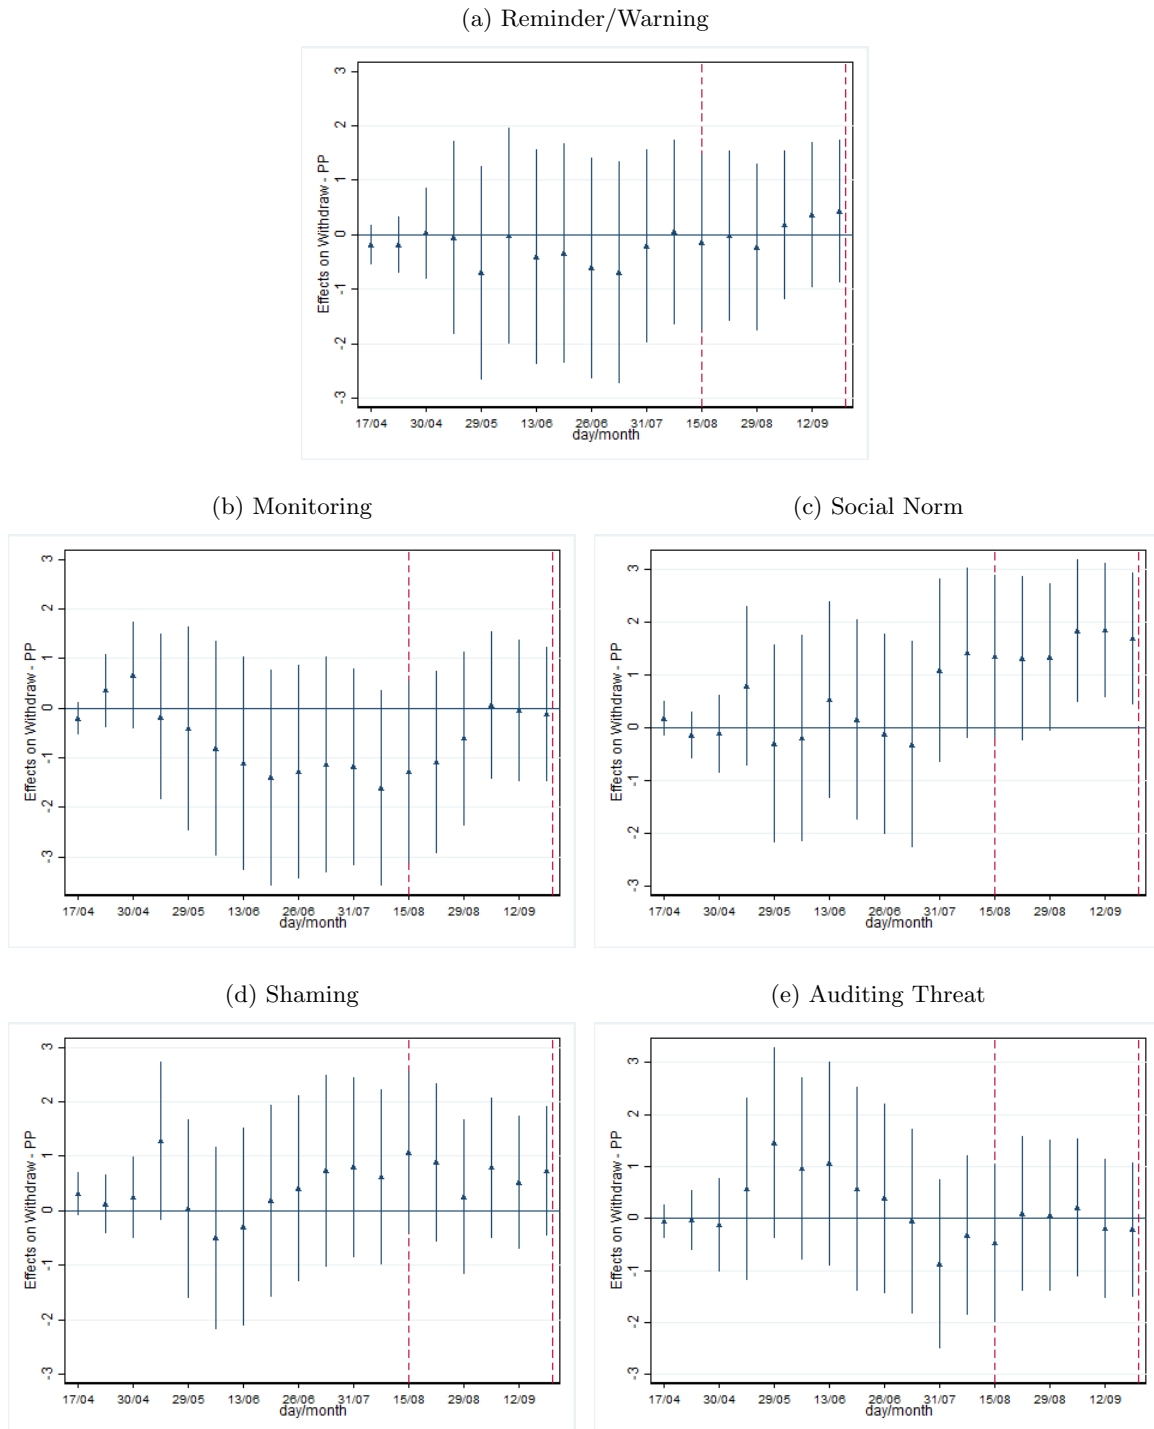 (a) Reminder/Warning
Effects on Withdraw - PP
3
2
1
0
-1
-2
-3
17/04 30/04 29/05 13/06 26/06 31/07 15/08 29/08 12/09
day/month
(b) Monitoring
Effects on Withdraw - PP
3
2
1
0
-1
-2
-3
17/04 30/04 29/05 13/06 26/06 31/07 15/08 29/08 12/09
day/month
(c) Social Norm
Effects on Withdraw - PP
3
2
1
0
-1
-2
-3
17/04 30/04 29/05 13/06 26/06 31/07 15/08 29/08 12/09
day/month
(d) Shaming
Effects on Withdraw - PP
3
2
1
0
-1
-2
-3
17/04 30/04 29/05 13/06 26/06 31/07 15/08 29/08 12/09
day/month
(e) Auditing Threat
Effects on Withdraw - PP
3
2
1
0
-1
-2
-3
17/04 30/04 29/05 13/06 26/06 31/07 15/08 29/08 12/09
day/month